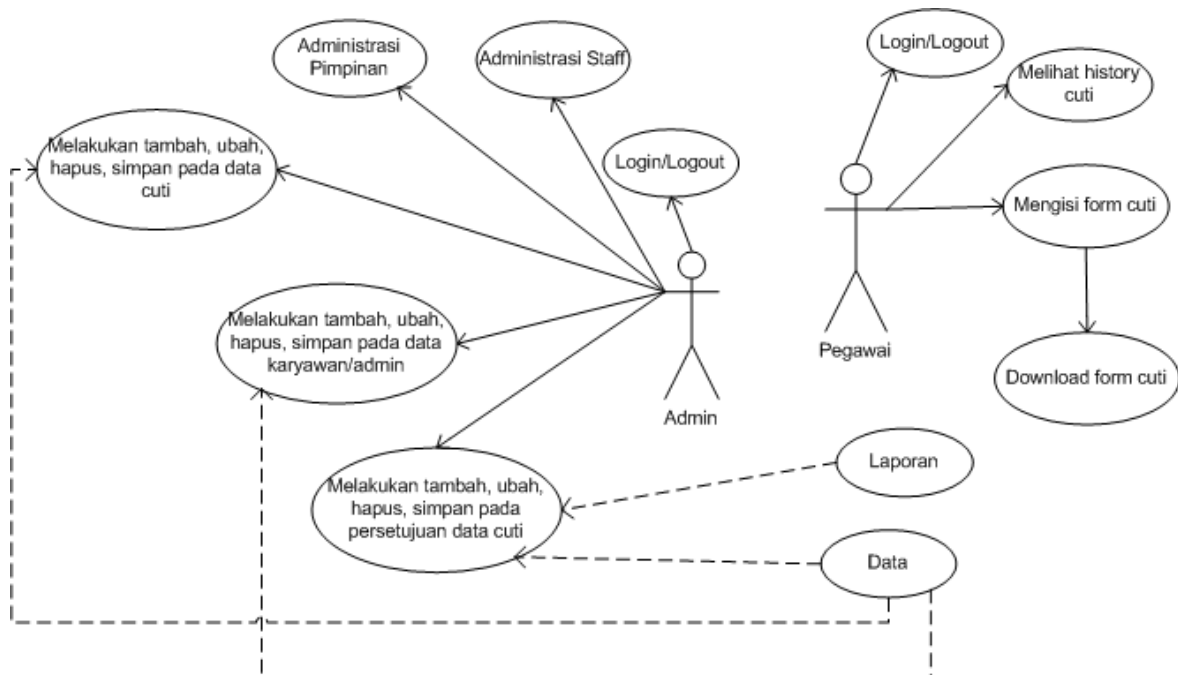 Administrasi
Pimpinan
Administrasi Staff
Login/Logout
Melihat history
cuti
Melakukan tambah, ubah,
hapus, simpan pada data
cuti
Login/Logout
Mengisi form cuti
Melakukan tambah, ubah,
hapus, simpan pada data
karyawan/admin
Pegawai
Download form cuti
Admin
Laporan
Melakukan tambah, ubah,
hapus, simpan pada
persetujuan data cuti
Data